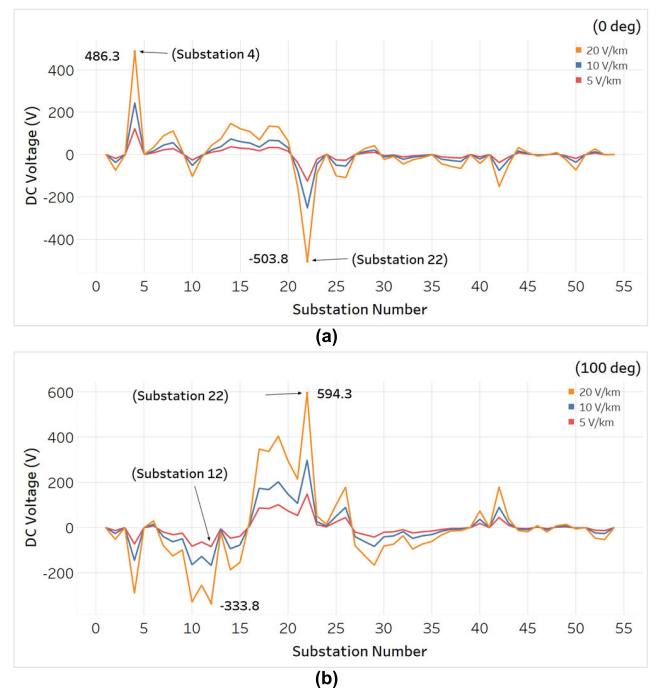 (0 deg)
486.3
(Substation 4)
20 V/km
10 V/km
5 V/km
400
200
0
-200
-400
DC Voltage (V)
-503.8
(Substation 22)
0 5 10 15 20 25 30 35 40 45 50 55
Substation Number
(a)
(100 deg)
600
(Substation 22)
594.3
20 V/km
10 V/km
5 V/km
400
(Substation 12)
200
0
-200
DC Voltage (V)
-333.8
0 5 10 15 20 25 30 35 40 45 50 55
Substation Number
(b)